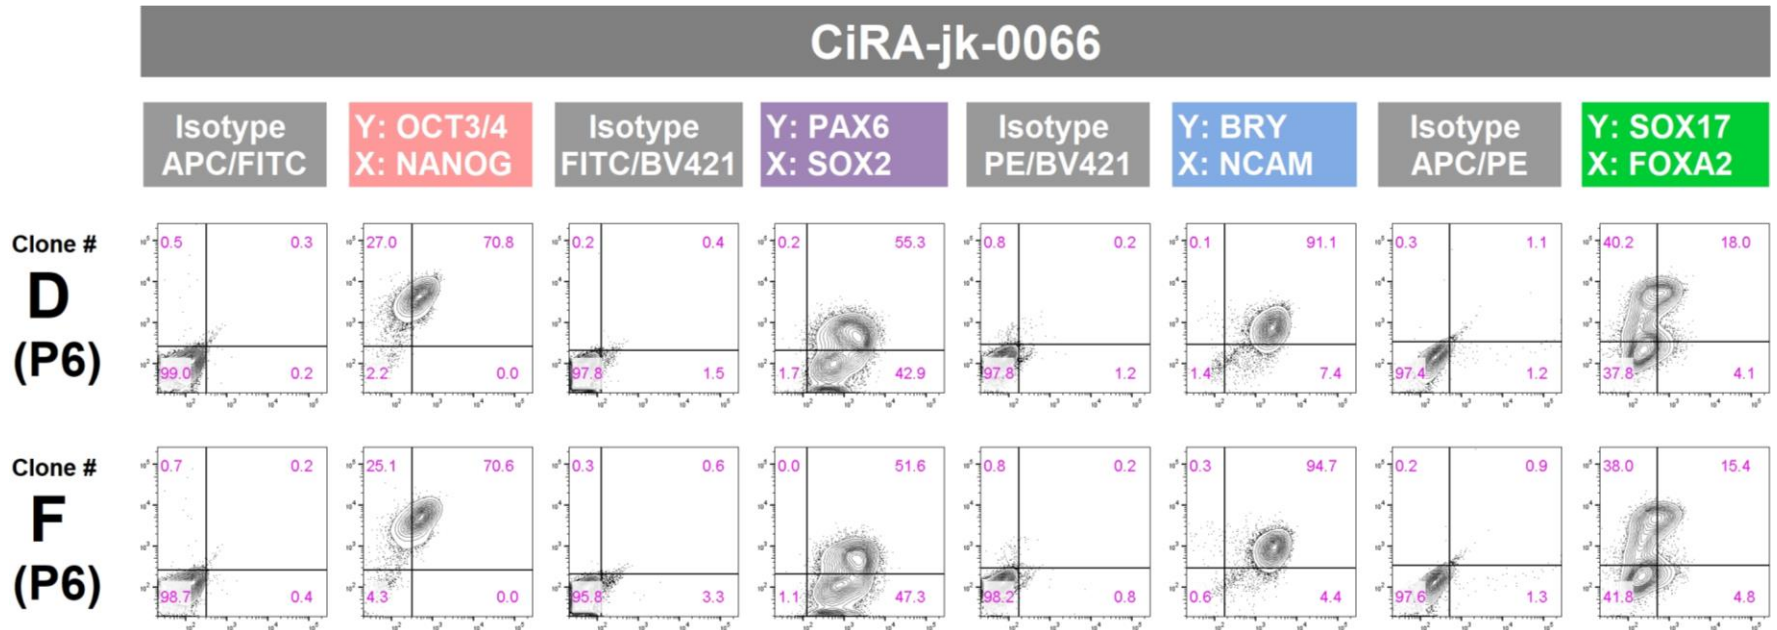 CiRA-jk-0066
Isotype APC/FITC
Y: OCT3/4 X: NANOG
Isotype FITC/BV421
Y: PAX6 X: SOX2
Isotype PE/BV421
Y: BRY X: NCAM
Isotype APC/PE
Y: SOX17 X: FOXA2
Clone #
D
(P6)
0.5 0.3
99.0 0.2
27.0 70.8
2.2 0.0
0.2 0.4
97.8 1.5
0.2 55.3
1.7 42.9
0.8 0.2
97.8 1.2
0.1 91.1
1.4 7.4
0.3 1.1
97.4 1.2
40.2 18.0
37.8 4.1
Clone #
F
(P6)
0.7 0.2
98.7 0.4
25.1 70.6
4.3 0.0
0.3 0.6
95.8 3.3
0.0 51.6
1.1 47.3
0.8 0.2
98.2 0.8
0.3 94.7
0.6 4.4
0.2 0.9
97.6 1.3
38.0 15.4
41.8 4.8